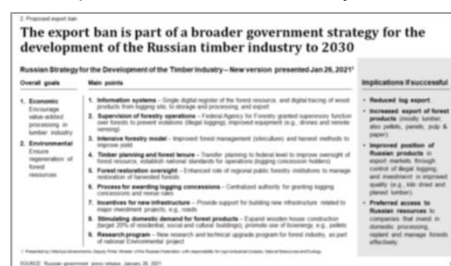 2. Proposed export ban
The export ban is part of a broader government strategy for the
development of the Russian timber industry to 2030
Russian Strategy for the Development of the Timber Industry – New version presented Jan 26, 2021¹
Overall goals
Main points
Implications if successful
1. Economic
Encourage
value-added
processing in
lumber industry
2. Environmental
Ensure
regeneration of
forest
resources
1. Information systems – Single digital register of the forest resource, and digital tracing of wood
products from logging site, to storage and processing, and export
2. Supervision of forestry operations – Federal Agency for Forestry granted supervisory function
over forests to prevent violations (illegal logging), improved equipment (e.g., drones and remote
sensing)
3. Intensive forestry model – Improved forest management (silviculture) and harvest methods to
improve yield
4. Timber planning and forest tenure – Transfer planning to federal level to improve oversight of
forest resource, establish national standards for operations (logging concession holders)
5. Forest restoration oversight – Enhanced role of regional public forestry institutions to manage
restoration of harvested forests
6. Process for awarding logging concessions – Centralized authority for granting logging
concessions and revise rules
7. Incentives for new infrastructure – Provide support for building new infrastructure related to
major investment projects, e.g., roads
8. Stimulating domestic demand for forest products – Expand wooden house construction
(target 20% of residential, social and cultural buildings), promote use of bioenergy, e.g., pellets
9. Research program – New research and technical upgrade program for forest industry, as part
of national Environmental project
• Reduced log export
• Increased export of forest
products (mostly lumber,
also pellets, panels, pulp &
paper)
• Improved position of
Russian products in
export markets through
control of illegal logging,
and investment in improved
quality (e.g., kiln dried and
planed lumber)
• Preferred access to
Russian resources to
companies that invest in
domestic processing,
replant and manage forests
effectively
SOURCE: Russian government press release, January 26, 2021